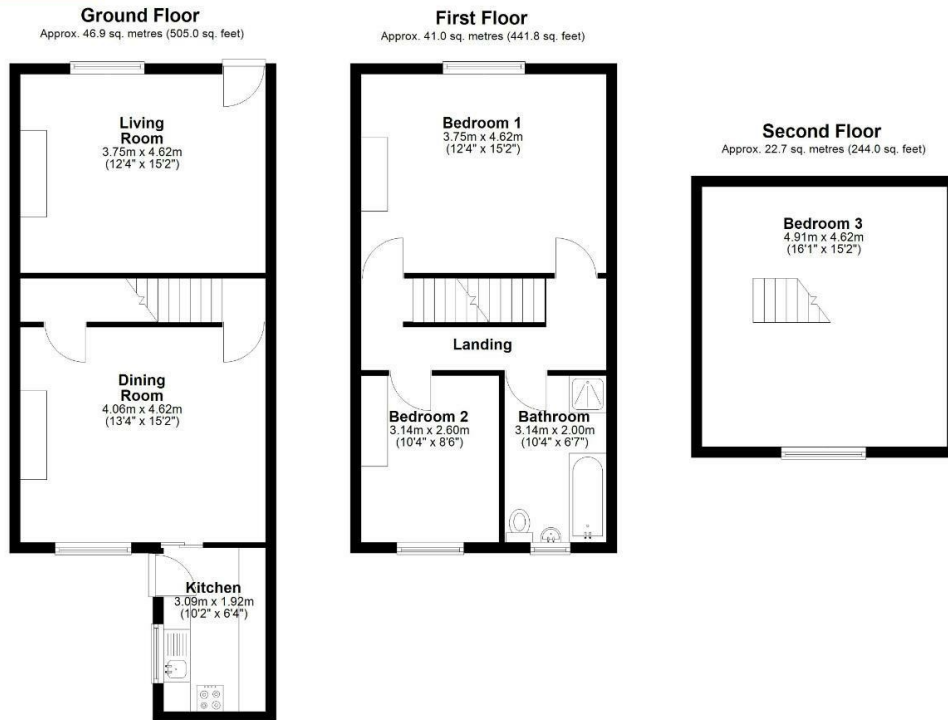 Ground Floor
Approx. 46.9 sq. metres (505.0 sq. feet)
Living
Room
3.75m x 4.62m
(12'4" x 15'2")
Dining
Room
4.06m x 4.62m
(13'4" x 15'2")
Kitchen
3.09m x 1.92m
(10'2" x 6'4")
First Floor
Approx. 41.0 sq. metres (441.8 sq. feet)
Bedroom 1
3.75m x 4.62m
(12'4" x 15'2")
Landing
Bedroom 2
3.14m x 2.60m
(10'4" x 8'6")
Bathroom
3.14m x 2.00m
(10'4" x 6'7")
Second Floor
Approx. 22.7 sq. metres (244.0 sq. feet)
Bedroom 3
4.91m x 4.62m
(16'1" x 15'2")